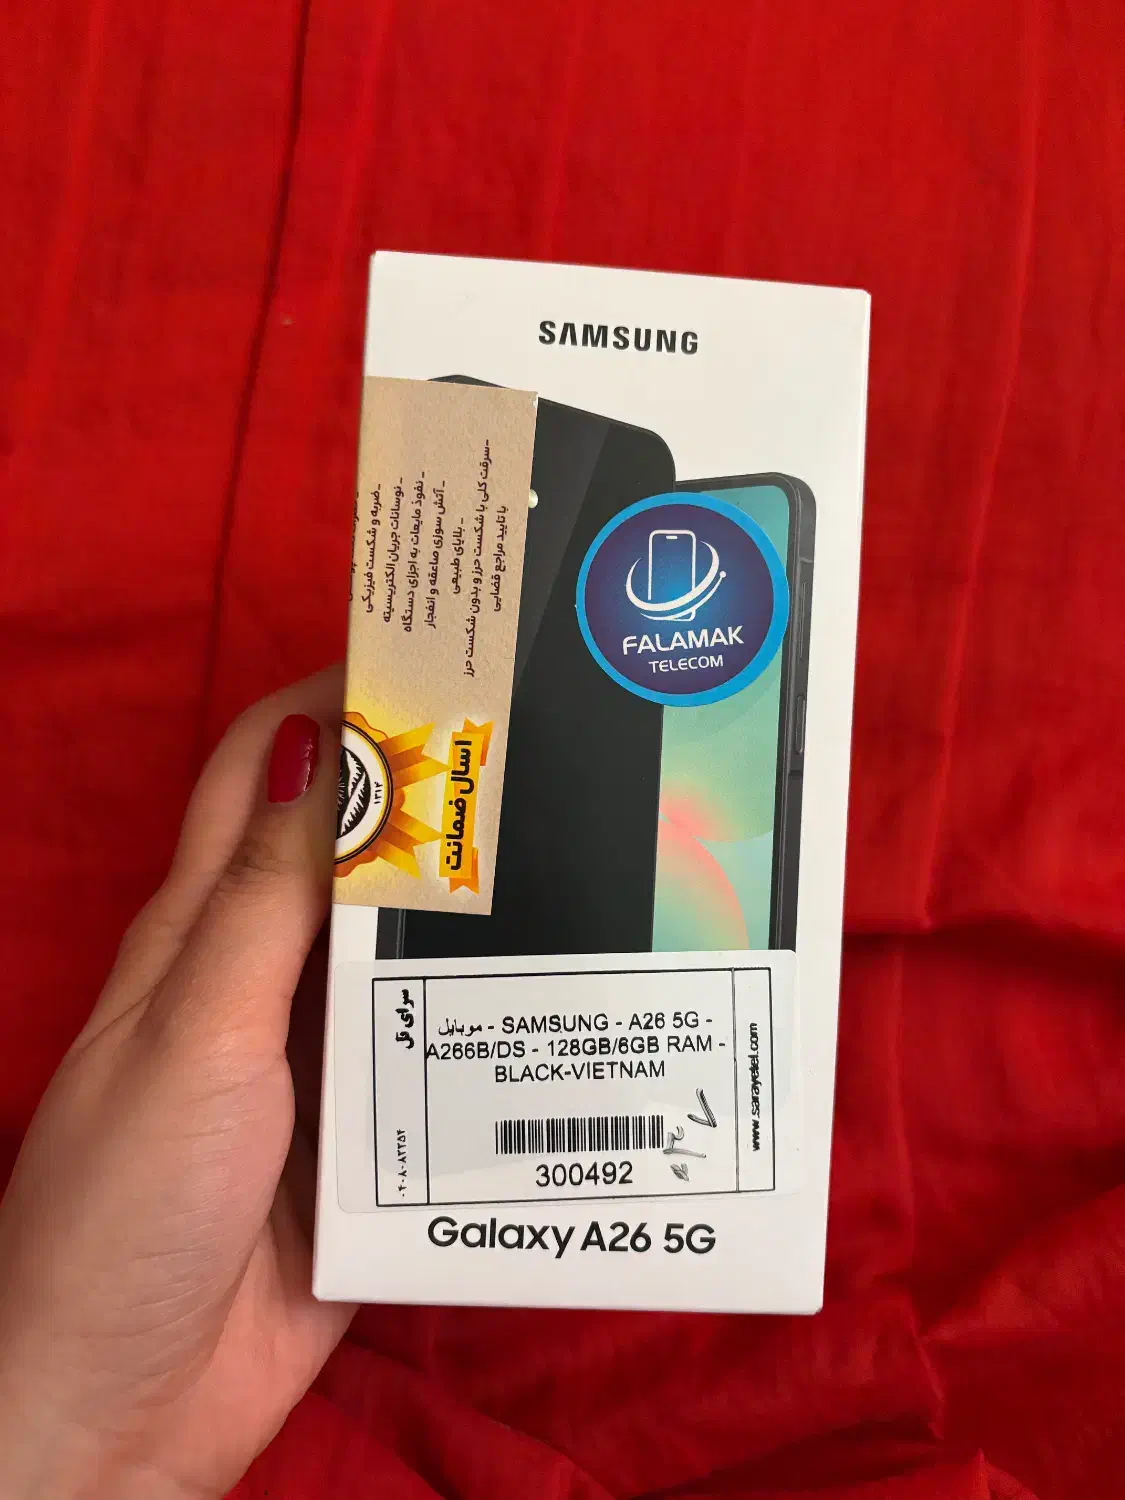 SAMSUNG
-ضربه و شکست فیزیکی
- نوسانات جریان الکتریسیته
- نفوذ مایعات به اجزای دستگاه
- آتش سوزی صاعقه و انفجار
- بلایای طبیعی
-سرقت کلی با شکست حرز و بدون شکست حرز
با تایید مراجع قضایی
۱۳۱۴
۱سال ضمانت
FALAMAK
TELECOM
سرای تل
موبایل - SAMSUNG - A26 5G -
A266B/DS - 128GB/6GB RAM -
BLACK-VIETNAM
300492
www.sarayetel.com
Galaxy A26 5G